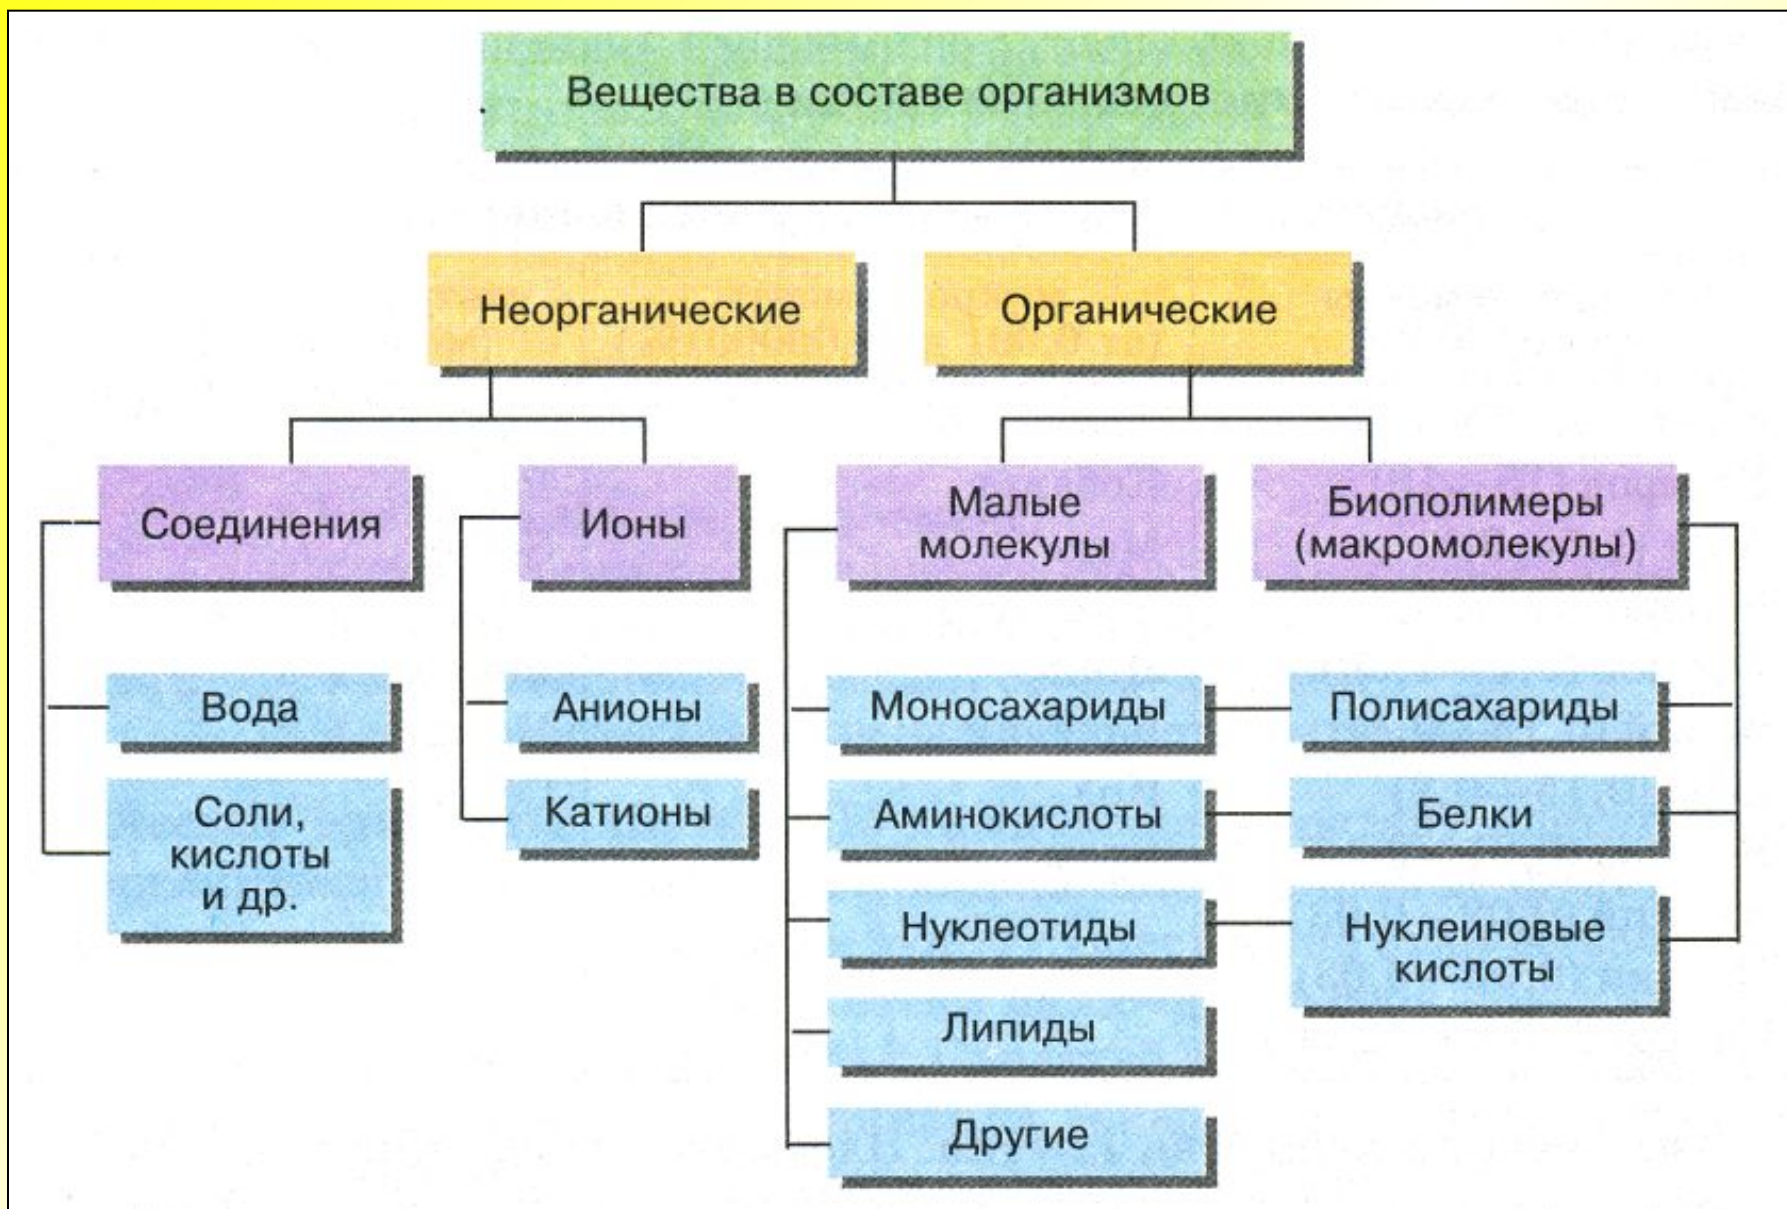 Вещества в составе организмов
Неорганические
Органические
Соединения
Ионы
Малые
молекулы
Биополимеры
(макромолекулы)
Вода
Анионы
Моносахариды
Полисахариды
Соли,
кислоты
и др.
Катионы
Аминокислоты
Белки
Нуклеотиды
Нуклеиновые
кислоты
Липиды
Другие